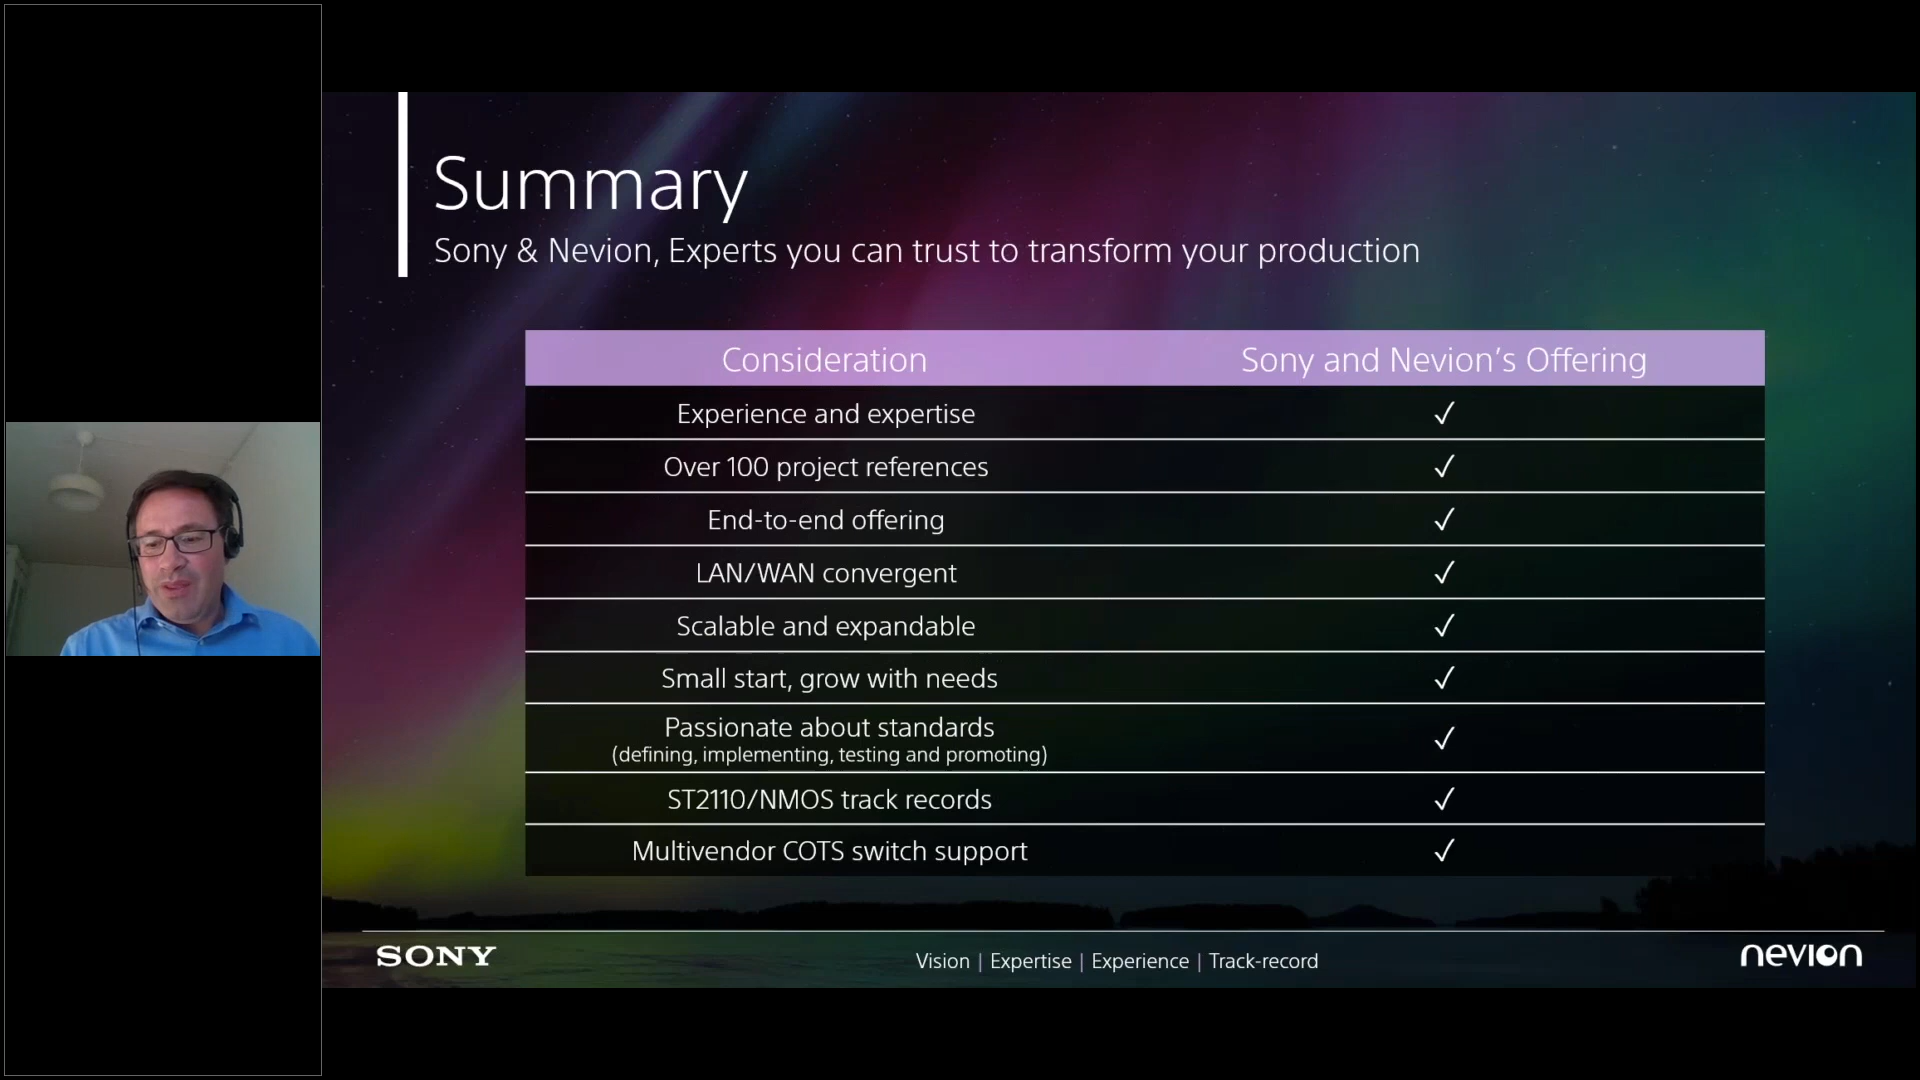 Summary
Sony & Nevion, Experts you can trust to transform your production
Consideration Sony and Nevion’s Offering
Experience and expertise ✓
Over 100 project references ✓
End-to-end offering ✓
LAN/WAN convergent ✓
Scalable and expandable ✓
Small start, grow with needs ✓
Passionate about standards
(defining, implementing, testing and promoting) ✓
ST2110/NMOS track records ✓
Multivendor COTS switch support ✓
SONY Vision | Expertise | Experience | Track-record nevion